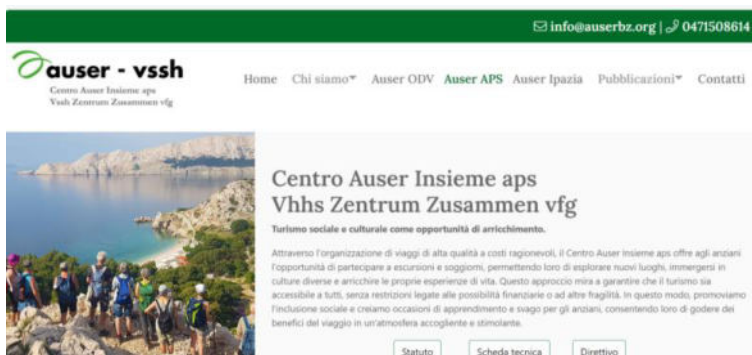 info@auserbz.org | 0471508614
auser - vssh
Centro Auser Insieme aps
Vssh Zentrum Zusammen vfg
Home Chi siamo Auser ODV Auser APS Auser Ipazia Pubblicazioni Contatti
Centro Auser Insieme aps
Vhhs Zentrum Zusammen vfg
Turismo sociale e culturale come opportunità di arricchimento.
Attraverso l'organizzazione di viaggi di alta qualità a costi ragionevoli, il Centro Auser Insieme aps offre agli anziani
l'opportunità di partecipare a escursioni e soggiorni, permettendo loro di esplorare nuovi luoghi, immergersi in
culture diverse e arricchire le proprie esperienze di vita. Questo approccio mira a garantire che il turismo sia
accessibile a tutti, senza restrizioni legate alle possibilità finanziarie o ad altre fragilità. In questo modo, promoviamo
l'inclusione sociale e creiamo occasioni di apprendimento e svago per gli anziani, consentendo loro di godere dei
benefici del viaggio in un'atmosfera accogliente e stimolante.
Statuto Scheda tecnica Direttivo